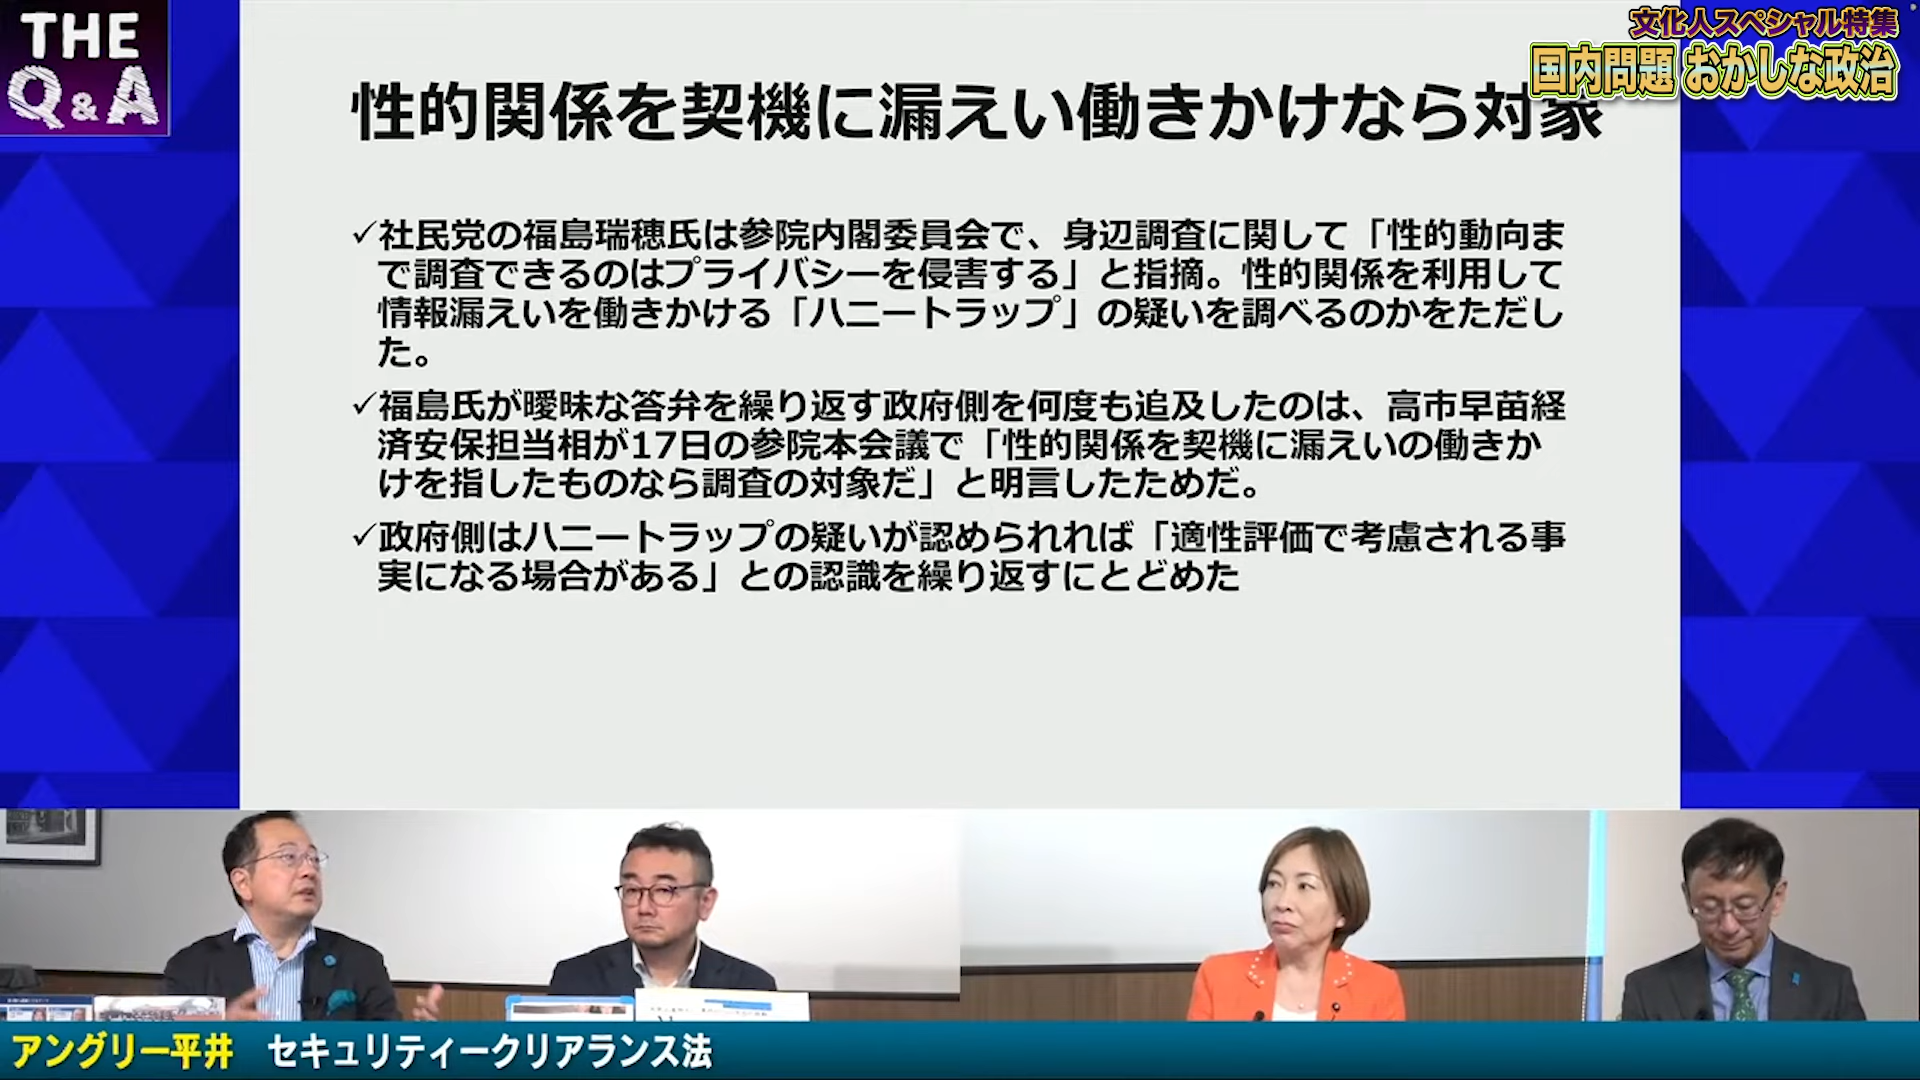 THE
Q&A
文化人スペシャル特集
国内問題 おかしな政治
性的関係を契機に漏えい働きかけなら対象
✓社民党の福島瑞穂氏は参院内閣委員会で、身辺調査に関して「性的動向ま
で調査できるのはプライバシーを侵害する」と指摘。性的関係を利用して
情報漏えいを働きかける「ハニートラップ」の疑いを調べるのかをただし
た。
✓福島氏が曖昧な答弁を繰り返す政府側を何度も追及したのは、高市早苗経
済安保担当相が17日の参院本会議で「性的関係を契機に漏えいの働きか
けを指したものなら調査の対象だ」と明言したためだ。
✓政府側はハニートラップの疑いが認められれば「適性評価で考慮される事
実になる場合がある」との認識を繰り返すにとどめた
アングリー平井 セキュリティークリアランス法